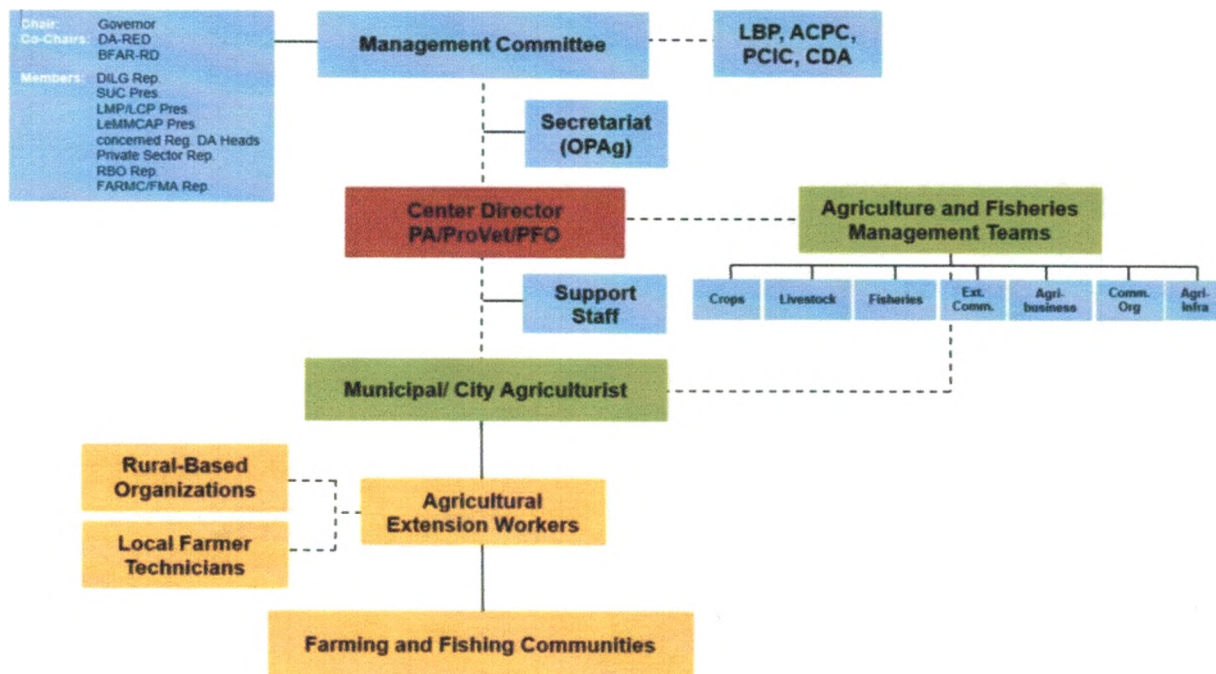 Chair: Governor
Co-Chairs: DA-RED
BFAR-RD
Members: DILG Rep.
SUC Pres.
LMP/LCP Pres.
LeMMCAP Pres.
concerned Reg. DA Heads
Private Sector Rep.
RBO Rep.
FARMC/FMA Rep.
Management Committee
LBP, ACPC,
PCIC, CDA
Secretariat
(OPAg)
Center Director
PA/ProVet/PFO
Agriculture and Fisheries
Management Teams
Crops
Livestock
Fisheries
Ext.
Comm.
Agri-
business
Comm.
Org
Agri-
Infra
Support
Staff
Municipal/ City Agriculturist
Rural-Based
Organizations
Agricultural
Extension Workers
Local Farmer
Technicians
Farming and Fishing Communities